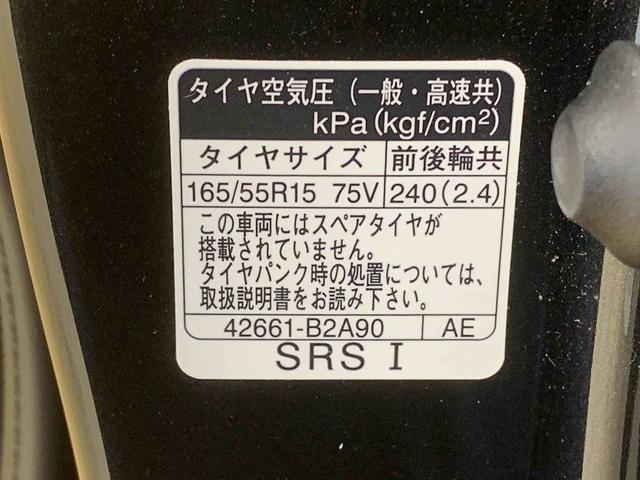 タイヤ空気圧（一般・高速共）
kPa(kgf/cm²)
タイヤサイズ 前後輪共
165/55R15 75V 240(2.4)
この車両にはスペアタイヤが
搭載されていません。
タイヤパンク時の処置については、
取扱説明書をお読み下さい。
42661-B2A90 AE
SRS I